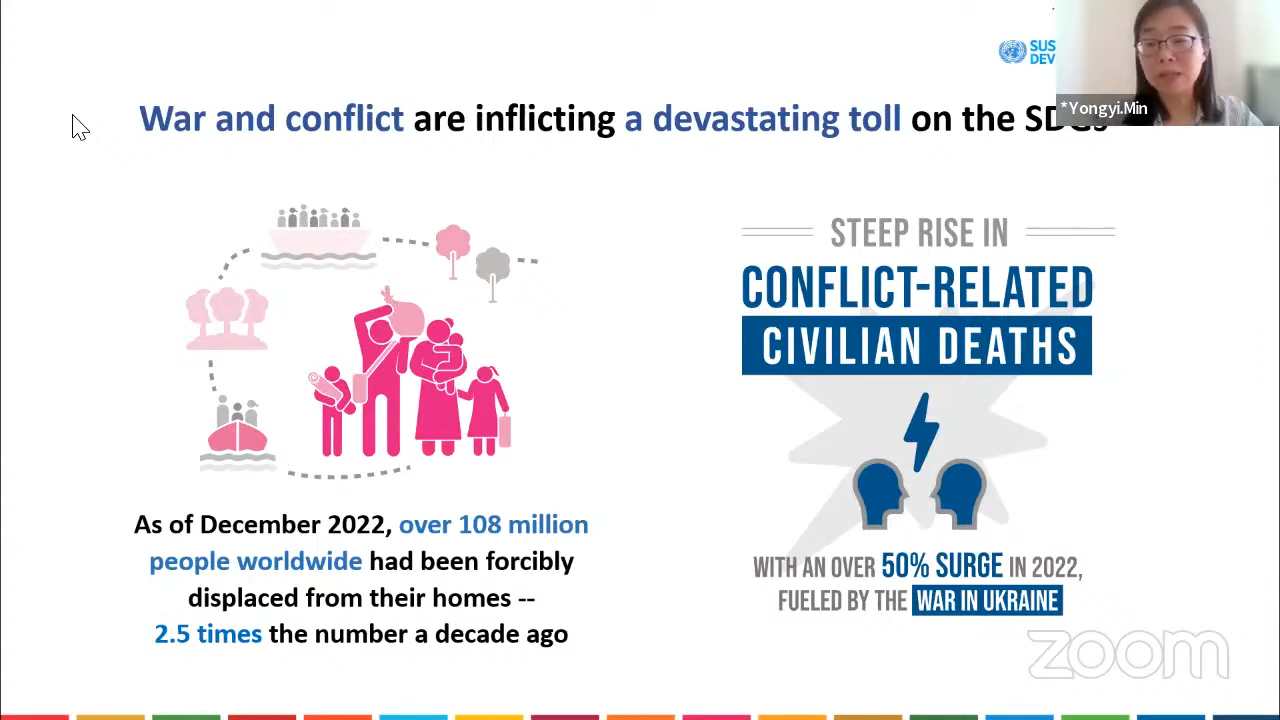 SUS
DEV
*Yongyi.Min
War and conflict are inflicting a devastating toll on the SDGs
STEEP RISE IN
CONFLICT-RELATED
CIVILIAN DEATHS
As of December 2022, over 108 million
people worldwide had been forcibly
displaced from their homes --
2.5 times the number a decade ago
WITH AN OVER 50% SURGE IN 2022,
FUELED BY THE WAR IN UKRAINE
zoom